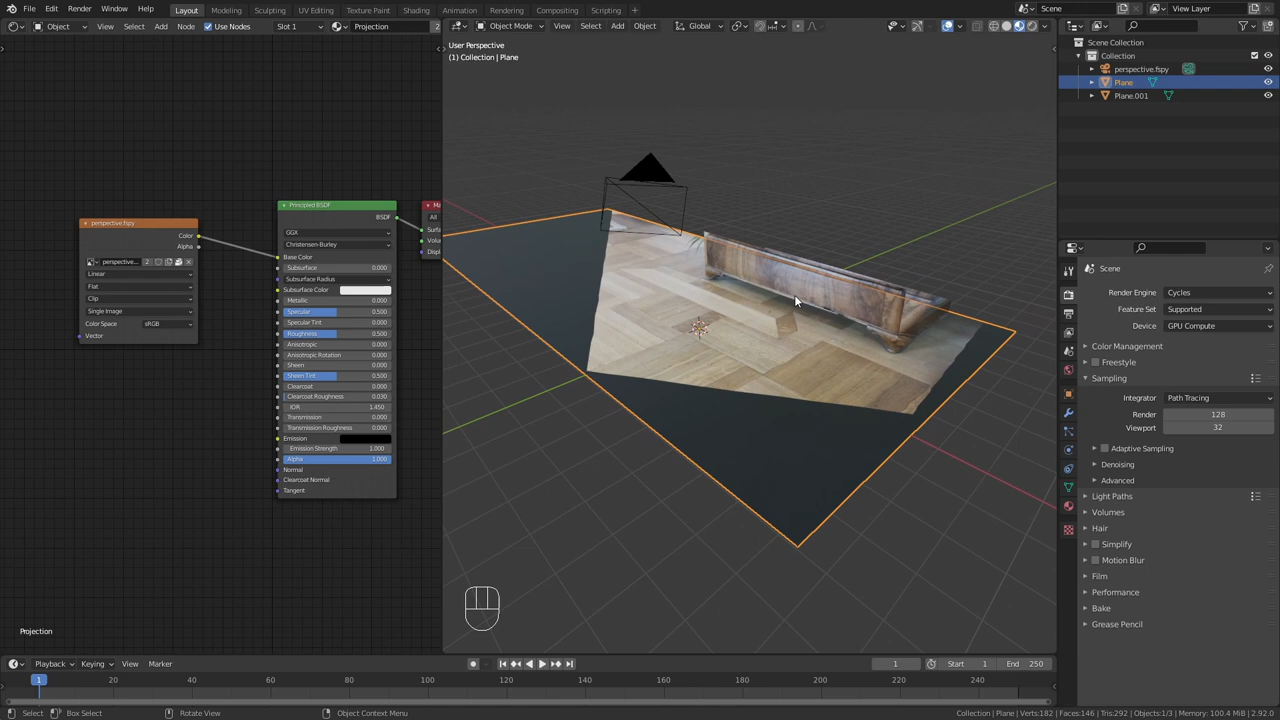 File Edit Render Window Help Layout Modeling Sculpting UV Editing Texture Paint Shading Animation Rendering Compositing Scripting Scene View Layer
Object View Select Add Node Use Nodes Slot 1 Projection 2 Object Mode View Select Add Object Global
User Perspective
(1) Collection | Plane
Scene Collection
Collection
perspective.fspy
Plane
Plane.001
perspective.fspy
Color
Alpha
perspective... 2
Linear
Flat
Clip
Single Image
Color Space sRGB
Vector
Principled BSDF
BSDF
GGX
Christensen-Burley
Base Color
Subsurface 0.000
Subsurface Radius
Subsurface Color
Metallic 0.000
Specular 0.500
Specular Tint 0.000
Roughness 0.500
Anisotropic 0.000
Anisotropic Rotation 0.000
Sheen 0.000
Sheen Tint 0.500
Clearcoat 0.000
Clearcoat Roughness 0.030
IOR 1.450
Transmission 0.000
Transmission Roughness 0.000
Emission
Emission Strength 1.000
Alpha 1.000
Normal
Clearcoat Normal
Tangent
Ma
All
Surfa
Volu
Displ
Scene
Render Engine Cycles
Feature Set Supported
Device GPU Compute
Color Management
Freestyle
Sampling
Integrator Path Tracing
Render 128
Viewport 32
Adaptive Sampling
Denoising
Advanced
Light Paths
Volumes
Hair
Simplify
Motion Blur
Film
Performance
Bake
Grease Pencil
Projection
Playback Keying View Marker 1 Start 1 End 250
1 20 40 60 80 100 120 140 160 180 200 220 240
Select Box Select Rotate View Object Context Menu Collection | Plane | Verts:182 | Faces:146 | Tris:292 | Objects:1/3 | Memory: 100.4 MiB | 2.92.0